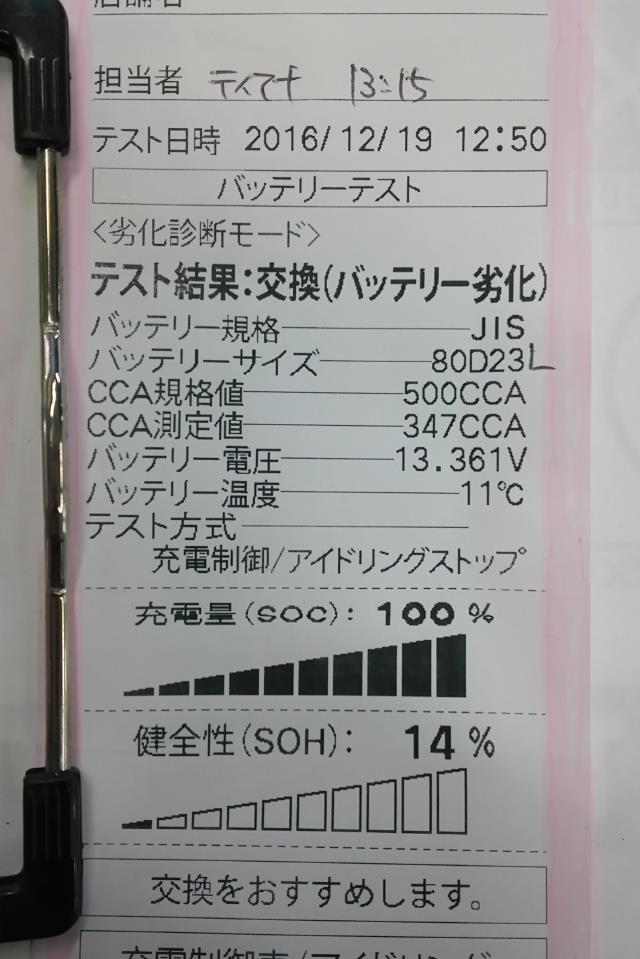 担当者 ティアナ 13:15
テスト日時 2016/12/19 12:50
バッテリーテスト
<劣化診断モード>
テスト結果:交換(バッテリー劣化)
バッテリー規格 JIS
バッテリーサイズ 80D23L
CCA規格値 500CCA
CCA測定値 347CCA
バッテリー電圧 13.361V
バッテリー温度 11℃
テスト方式
充電制御/アイドリングストップ
充電量(SOC): 100 %
健全性(SOH): 14 %
交換をおすすめします。